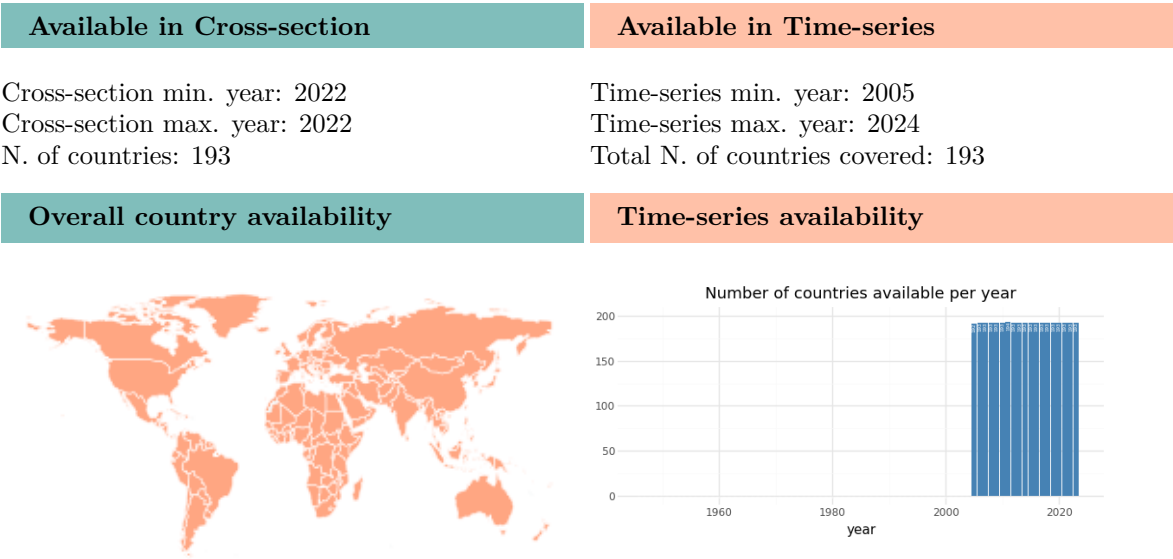 Available in Cross-section
Available in Time-series
Cross-section min. year: 2022
Cross-section max. year: 2022
N. of countries: 193
Time-series min. year: 2005
Time-series max. year: 2024
Total N. of countries covered: 193
Overall country availability
Time-series availability
Number of countries available per year
200
150
100
50
0
1960
1980
2000
2020
year